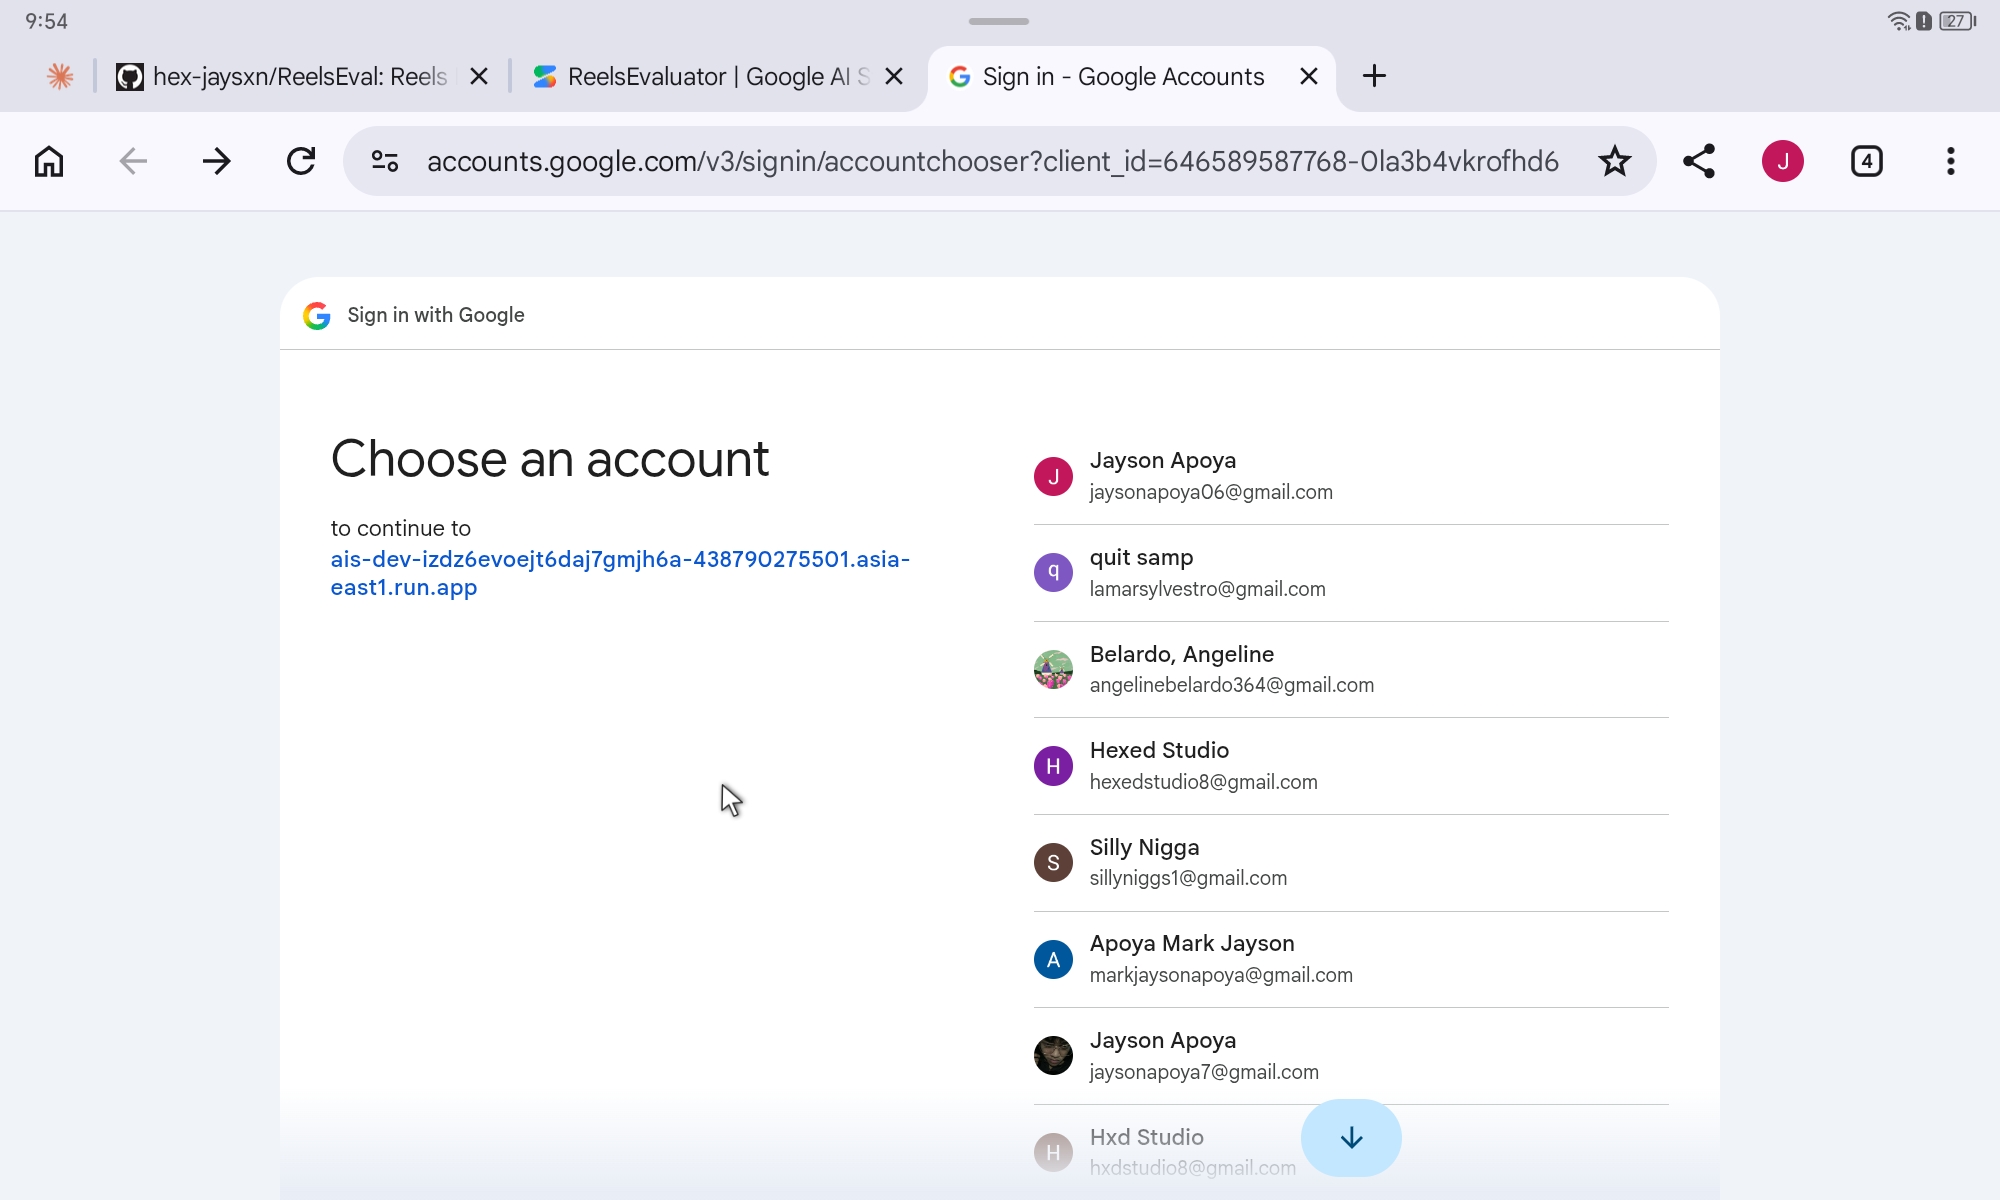 9:54
27
hex-jaysxn/ReelsEval: Reels
ReelsEvaluator | Google AI S
Sign in - Google Accounts
accounts.google.com/v3/signin/accountchooser?client_id=646589587768-0la3b4vkrofhd6
J
4
Sign in with Google
Choose an account
to continue to
ais-dev-izdz6evoejt6daj7gmjh6a-438790275501.asia-
east1.run.app
J
Jayson Apoya
jaysonapoya06@gmail.com
q
quit samp
lamarsylvestro@gmail.com
Belardo, Angeline
angelinebelardo364@gmail.com
H
Hexed Studio
hexedstudio8@gmail.com
S
Silly Nigga
sillyniggs1@gmail.com
A
Apoya Mark Jayson
markjaysonapoya@gmail.com
Jayson Apoya
jaysonapoya7@gmail.com
H
Hxd Studio
hxdstudio8@gmail.com